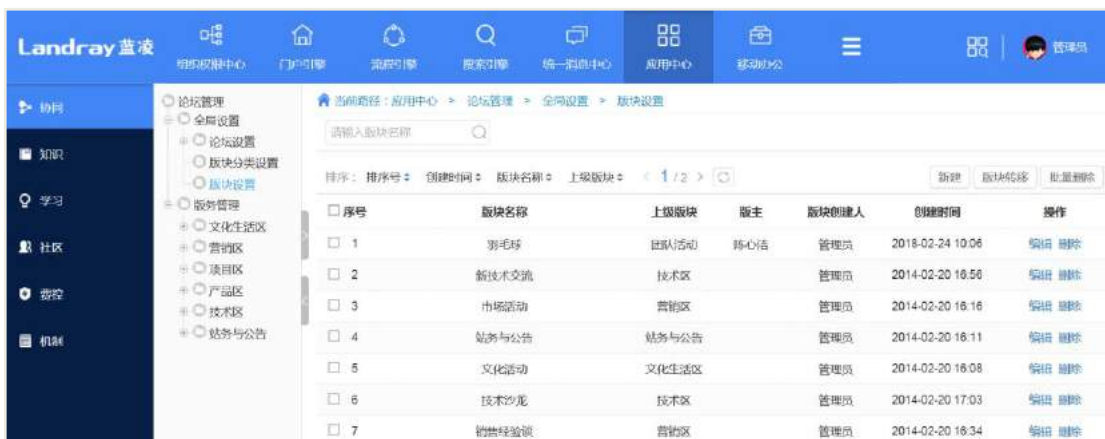 Landray蓝凌
组织权限中心 门户引擎 流程引擎 搜索引擎 统一消息中心 应用中心 移动办公 管理员
协同
知识
学习
社区
费控
机制
论坛管理
全局设置
论坛设置
版块分类设置
版块设置
版务管理
文化生活区
营销区
项目区
产品区
技术区
站务与公告
当前路径：应用中心 > 论坛管理 > 全局设置 > 版块设置
请输入版块名称
排序： 排序号 创建时间 版块名称 上级版块 < 1 / 2 > 新建 版块转移 批量删除
序号 版块名称 上级版块 版主 版块创建人 创建时间 操作
1 羽毛球 团队活动 陈心洁 管理员 2018-02-24 10:06 编辑 删除
2 新技术交流 技术区 管理员 2014-02-20 16:56 编辑 删除
3 市场活动 营销区 管理员 2014-02-20 16:16 编辑 删除
4 站务与公告 站务与公告 管理员 2014-02-20 16:11 编辑 删除
5 文化活动 文化生活区 管理员 2014-02-20 16:08 编辑 删除
6 技术沙龙 技术区 管理员 2014-02-20 17:03 编辑 删除
7 销售经验谈 营销区 管理员 2014-02-20 16:34 编辑 删除